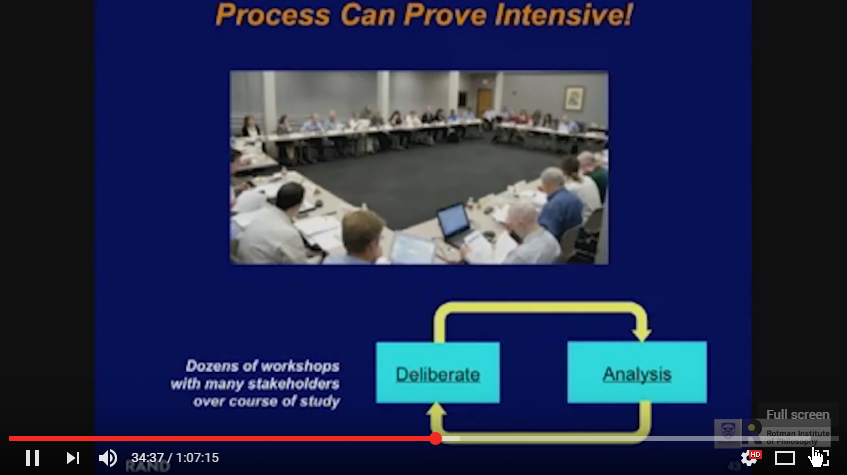 Process Can Prove Intensive!
Dozens of workshops
with many stakeholders
over course of study
Deliberate
Analysis
Full screen
Rotman Institute
of Philosophy
34:37 / 1:07:15
HD
RAND
43